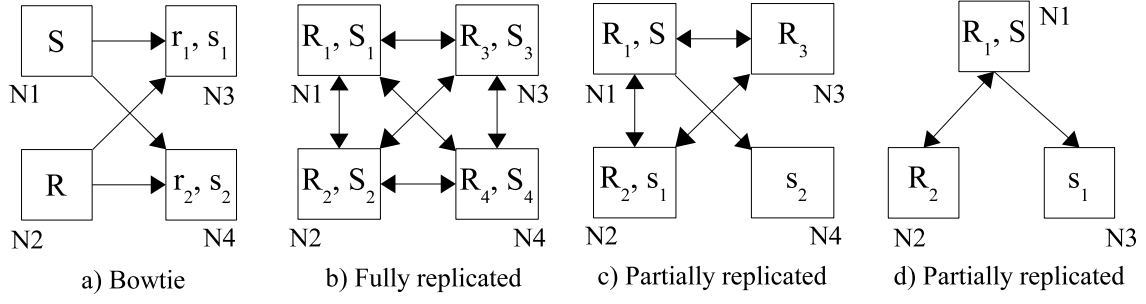 S
r₁, s₁
N1
N3
R
r₂, s₂
N2
N4
a) Bowtie
R₁, S₁
R₃, S₃
N1
N3
R₂, S₂
R₄, S₄
N2
N4
b) Fully replicated
R₁, S
R₃
N1
N3
R₂, s₁
s₂
N2
N4
c) Partially replicated
R₁, S
N1
R₂
s₁
N2
N3
d) Partially replicated